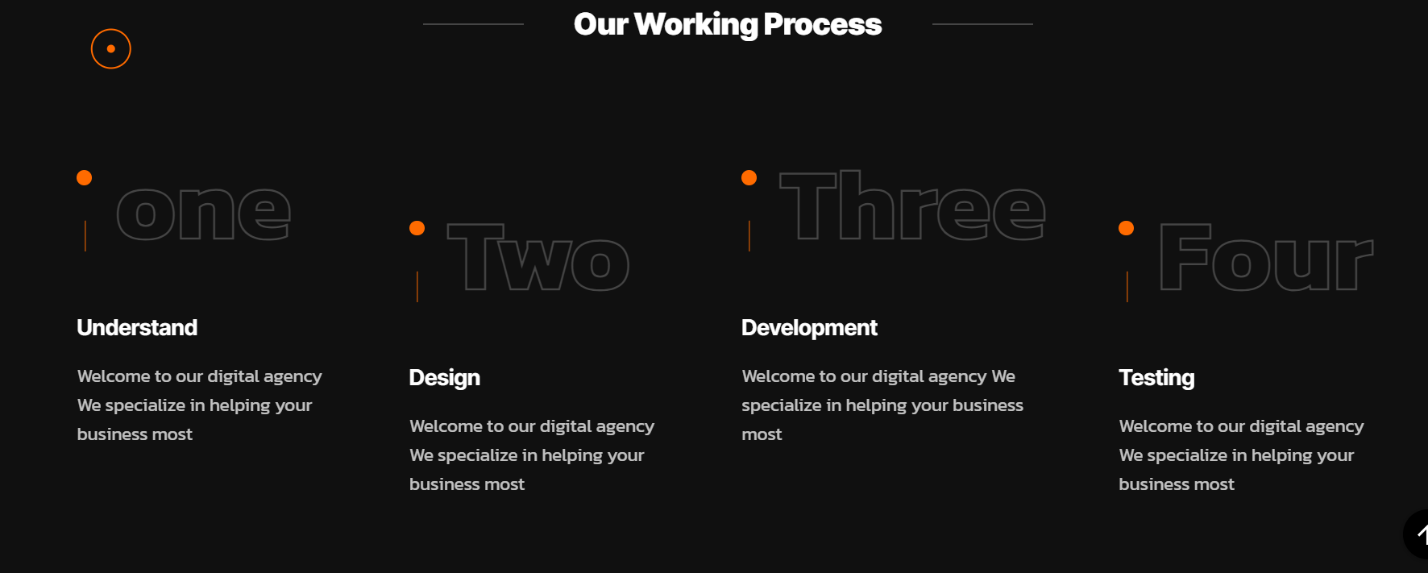 Our Working Process
one
Understand
Welcome to our digital agency
We specialize in helping your
business most
Two
Design
Welcome to our digital agency
We specialize in helping your
business most
Three
Development
Welcome to our digital agency We
specialize in helping your business
most
Four
Testing
Welcome to our digital agency
We specialize in helping your
business most